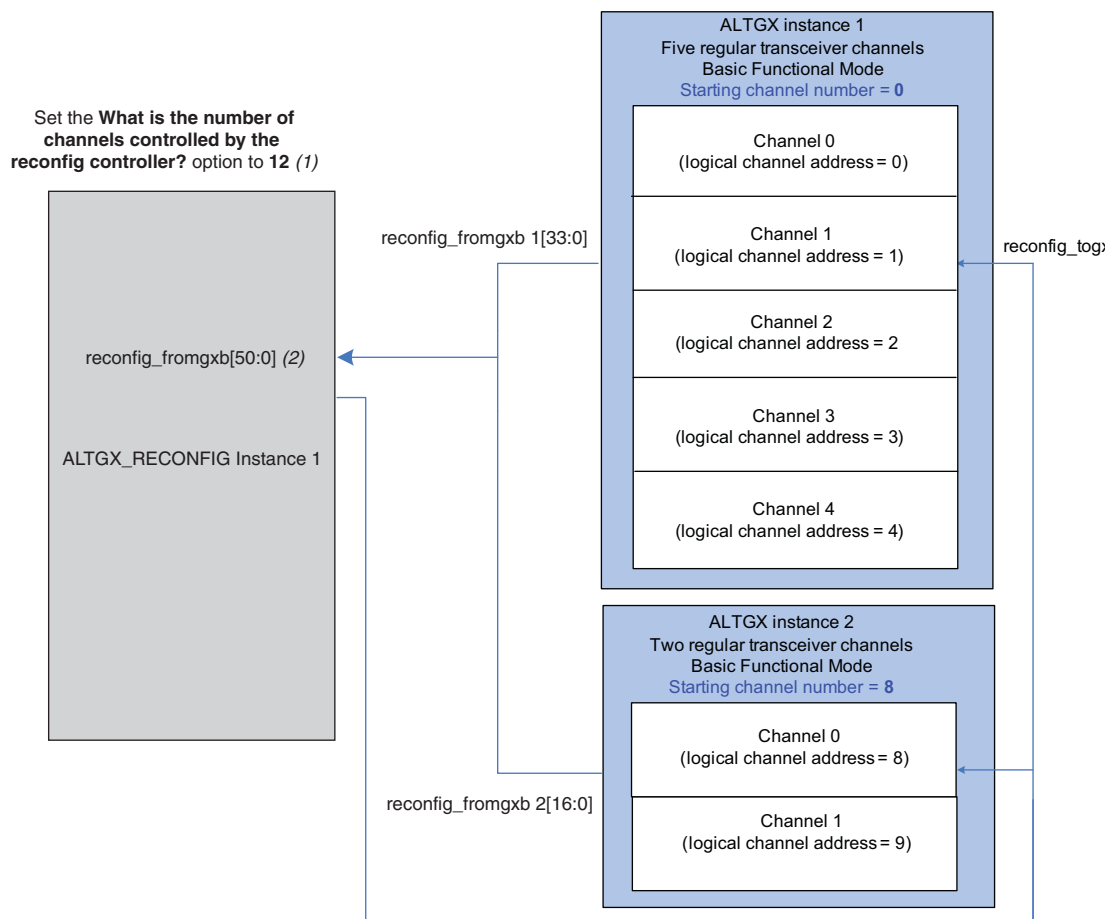 Set the What is the number of
channels controlled by the
reconfig controller? option to 12 (1)
reconfig_fromgxb[50:0] (2)
ALTGX_RECONFIG Instance 1
reconfig_fromgxb 1[33:0]
reconfig_fromgxb 2[16:0]
ALTGX instance 1
Five regular transceiver channels
Basic Functional Mode
Starting channel number = 0
Channel 0
(logical channel address = 0)
Channel 1
(logical channel address = 1)
Channel 2
(logical channel address = 2
Channel 3
(logical channel address = 3)
Channel 4
(logical channel address = 4)
reconfig_togx
ALTGX instance 2
Two regular transceiver channels
Basic Functional Mode
Starting channel number = 8
Channel 0
(logical channel address = 8)
Channel 1
(logical channel address = 9)